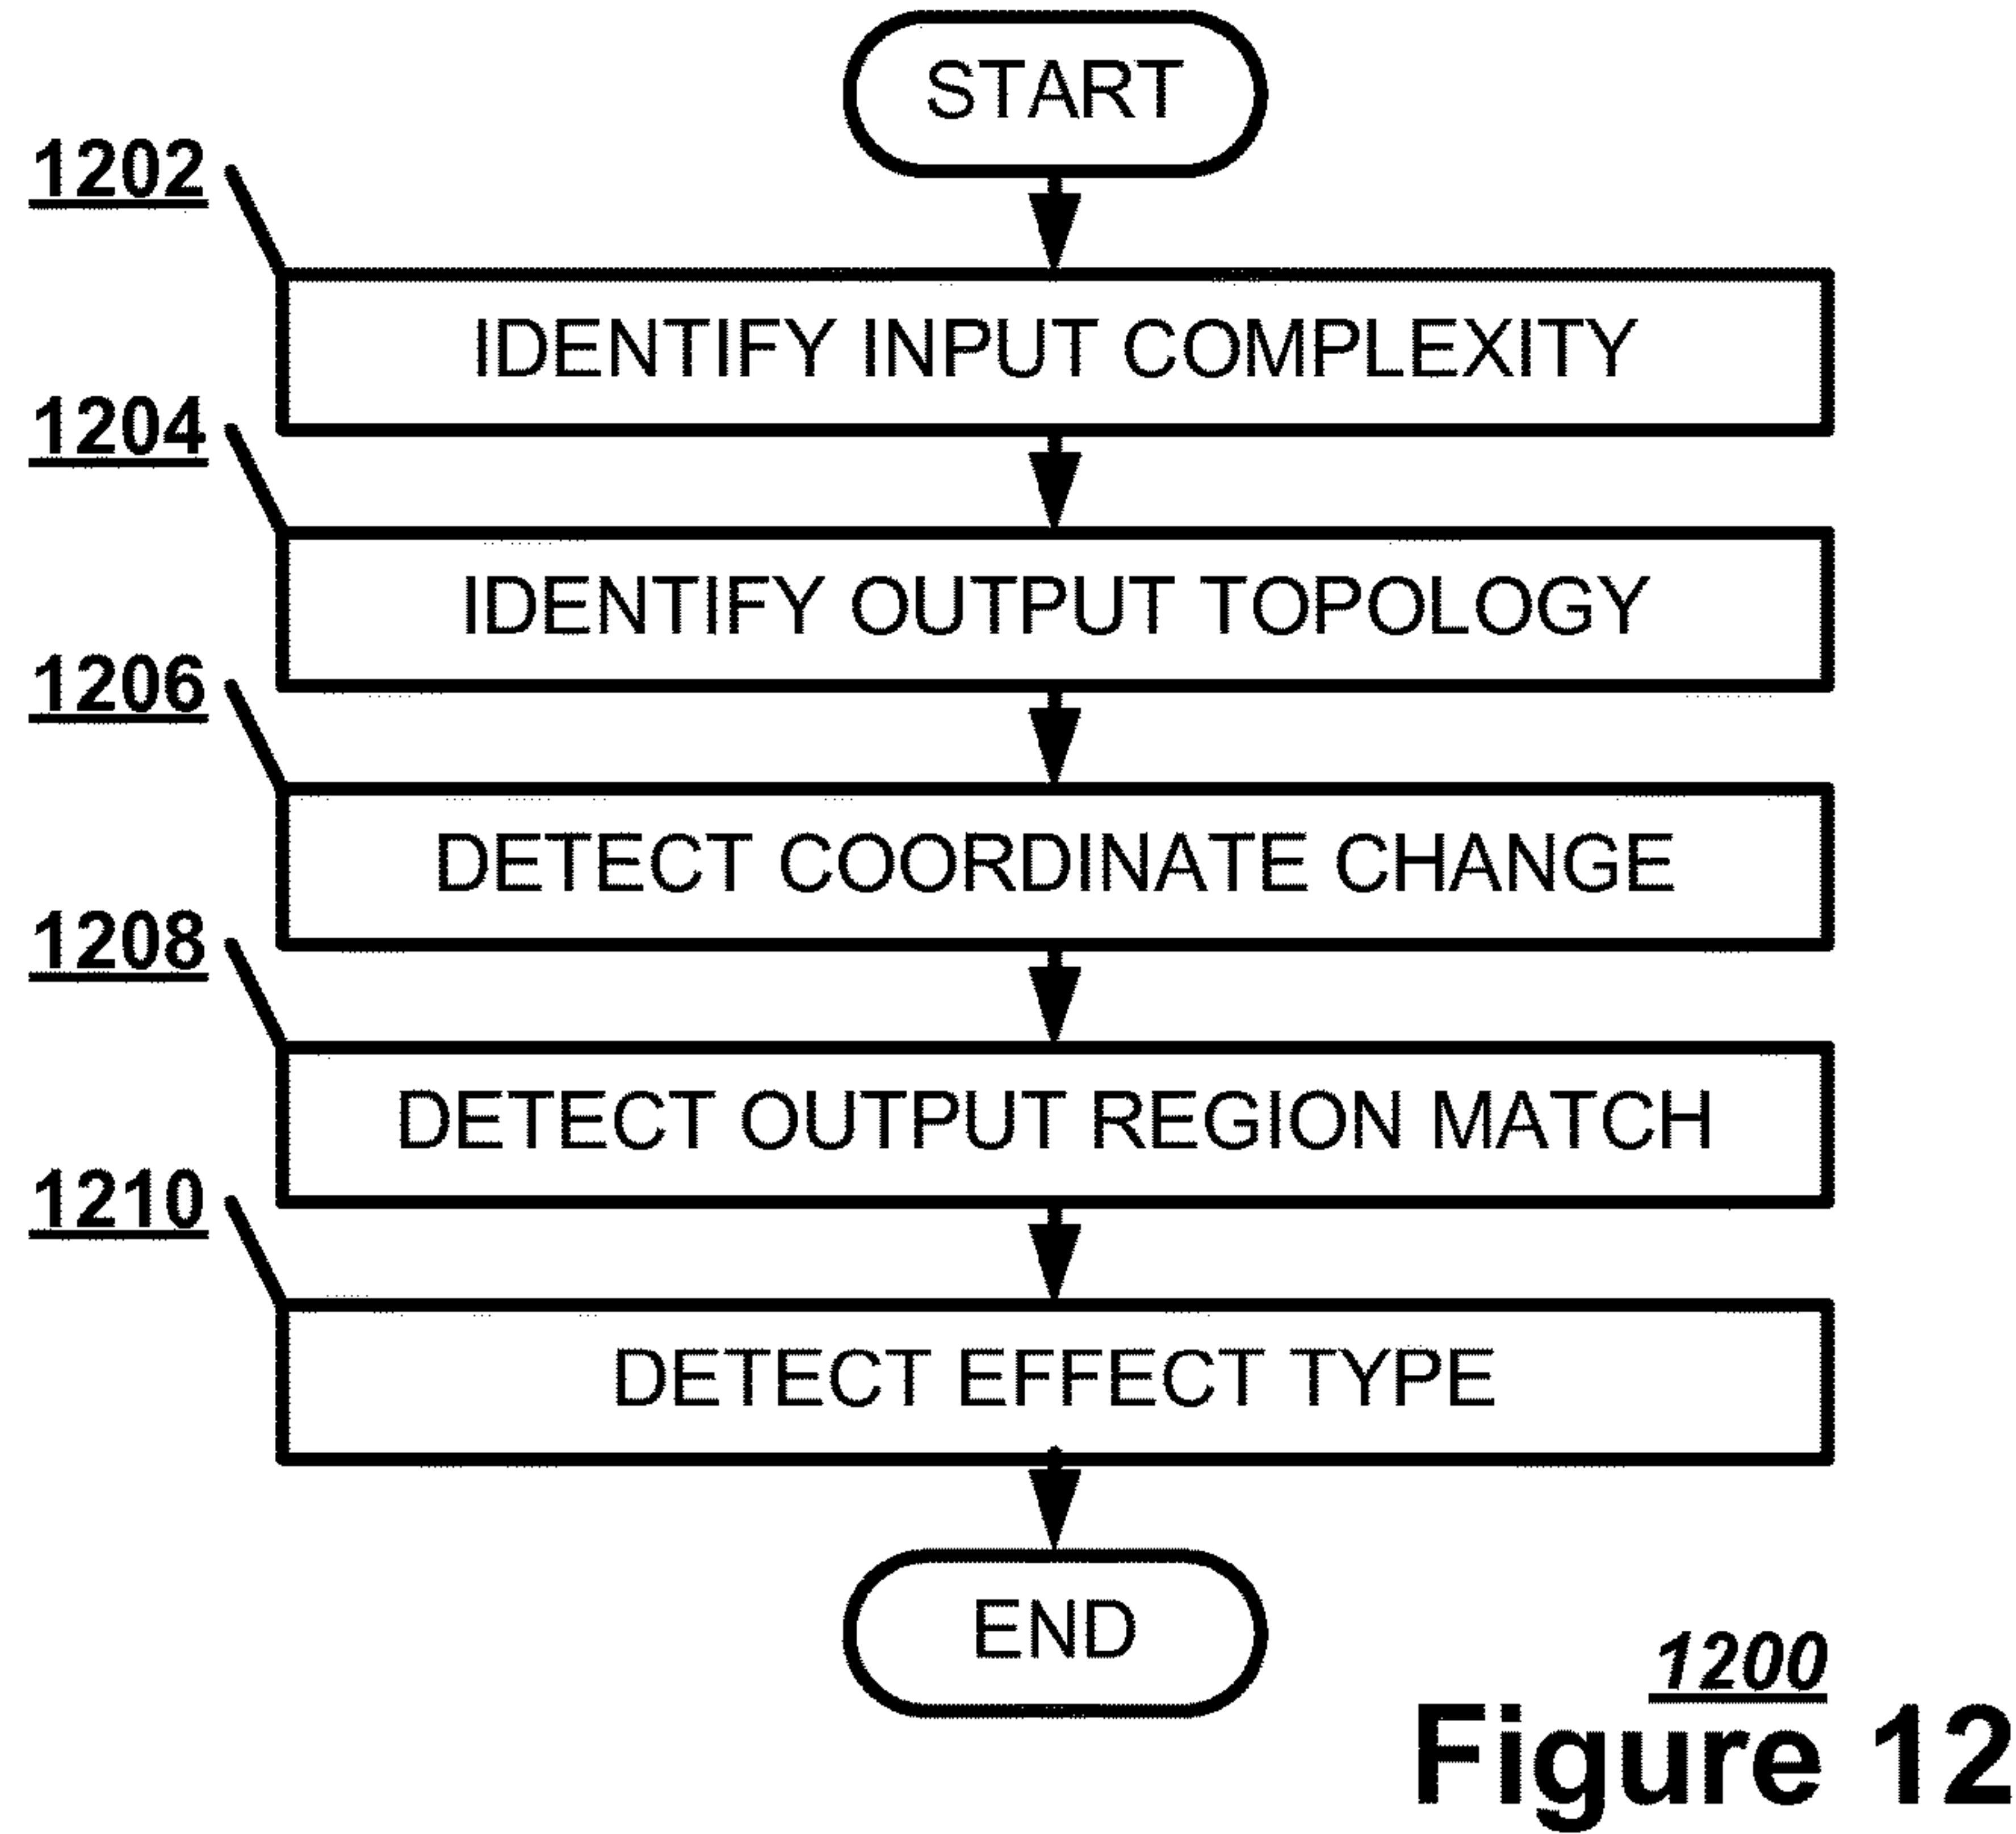 START
1202
IDENTIFY INPUT COMPLEXITY
1204
IDENTIFY OUTPUT TOPOLOGY
1206
DETECT COORDINATE CHANGE
1208
DETECT OUTPUT REGION MATCH
1210
DETECT EFFECT TYPE
END
1200
Figure 12